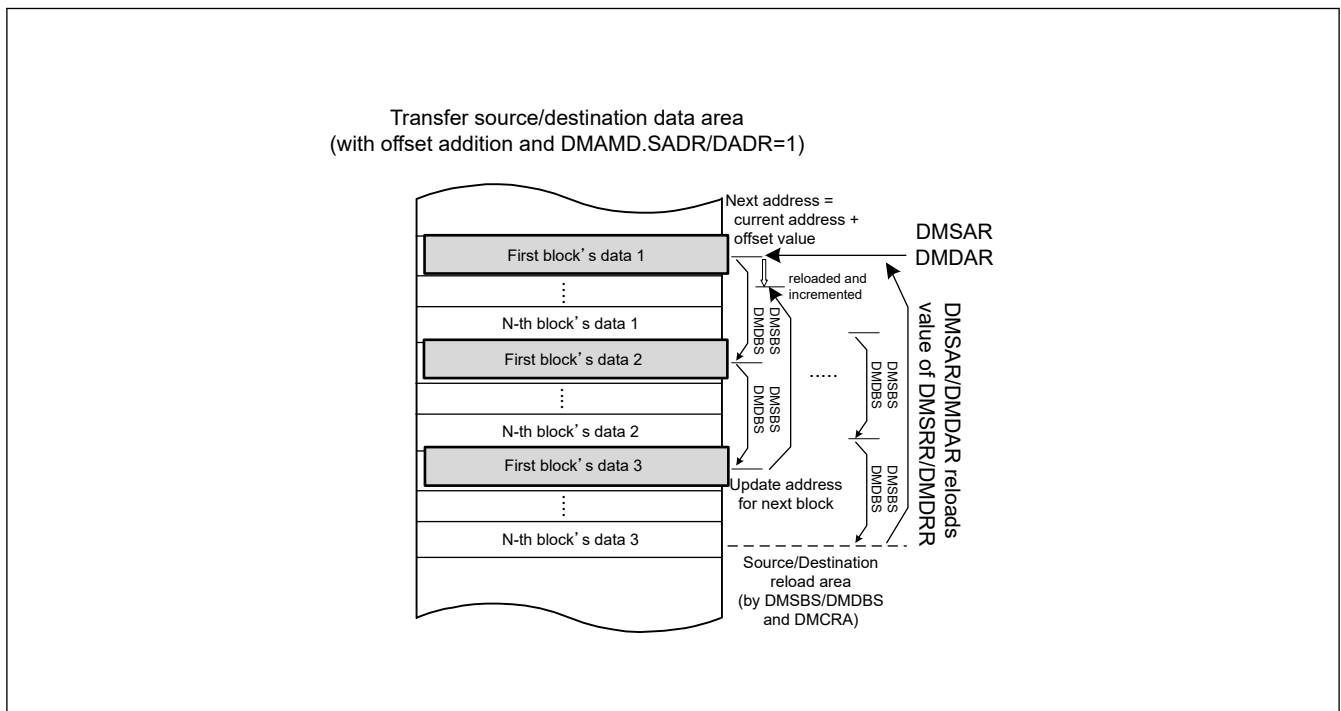 Transfer source/destination data area
(with offset addition and DMAMD.SADR/DADR=1)
Next address =
current address +
offset value
DMSAR
DMDAR
First block’s data 1
reloaded and
incremented
N-th block’s data 1
First block’s data 2
N-th block’s data 2
First block’s data 3
N-th block’s data 3
DMSBS
DMDBS
DMSBS
DMDBS
.....
DMSBS
DMDBS
DMSBS
DMDBS
DMSAR/DMDAR reloads
value of DMSRR/DMDRR
Update address
for next block
Source/Destination
reload area
(by DMSBS/DMDBS
and DMCRA)